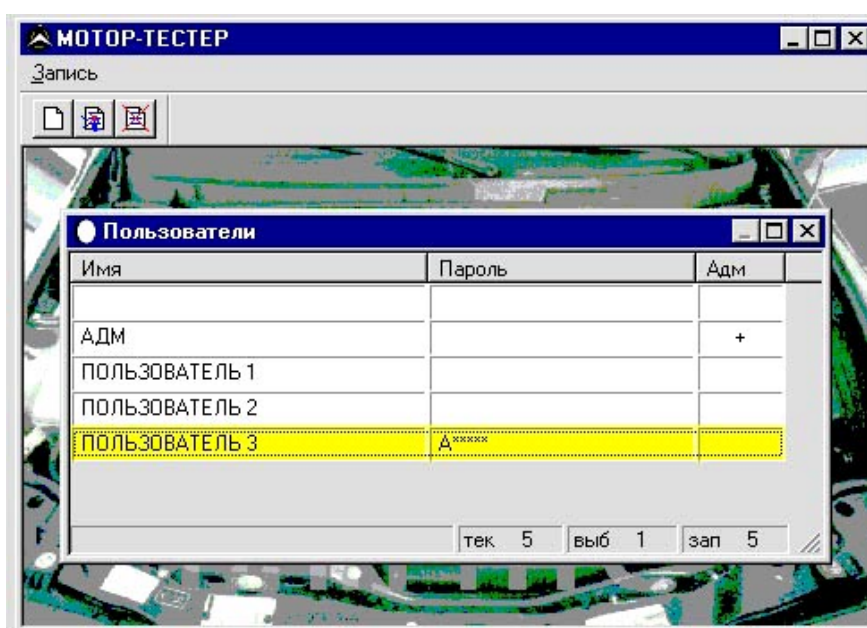 МОТОР-ТЕСТЕР
Запись
Пользователи
Имя Пароль Адм
АДМ +
ПОЛЬЗОВАТЕЛЬ 1
ПОЛЬЗОВАТЕЛЬ 2
ПОЛЬЗОВАТЕЛЬ 3 А*****
тек 5 выб 1 зап 5